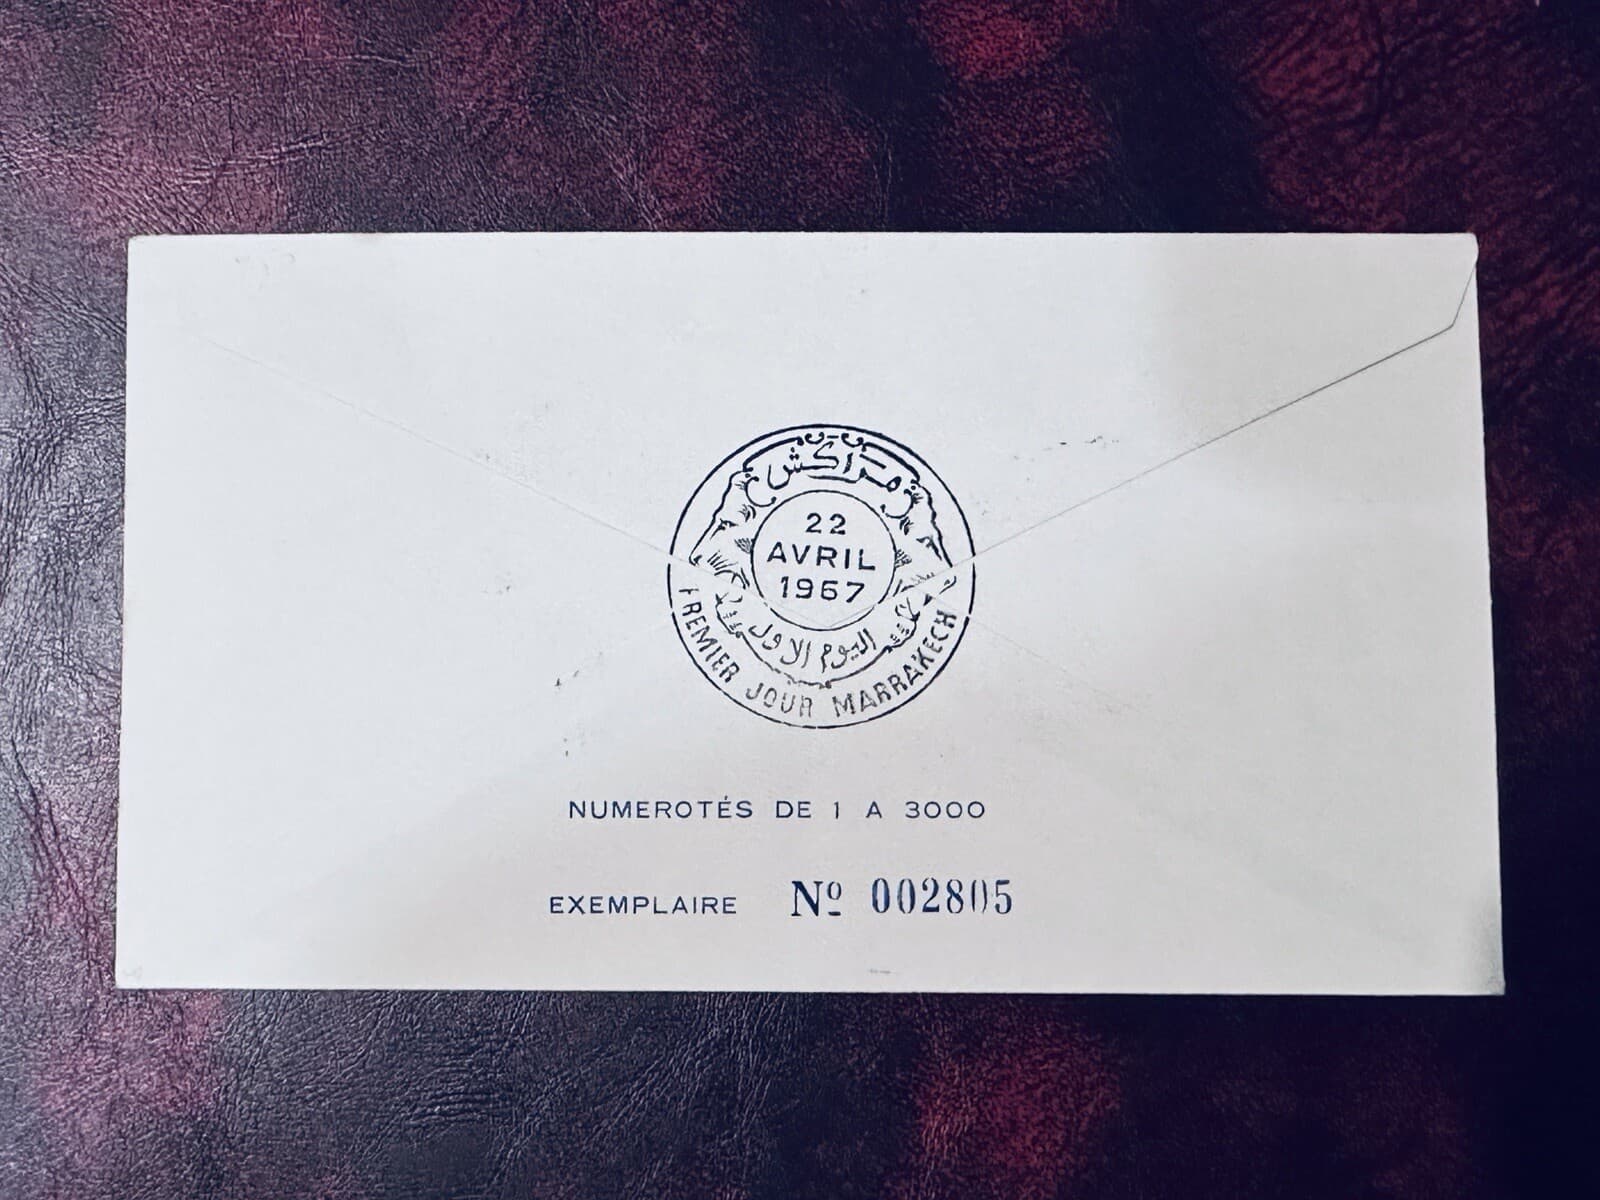 مراكش
22
AVRIL
1967
اليوم الاول
PREMIER JOUR MARRAKECH
NUMEROTÉS DE 1 A 3000
EXEMPLAIRE Nº 002805